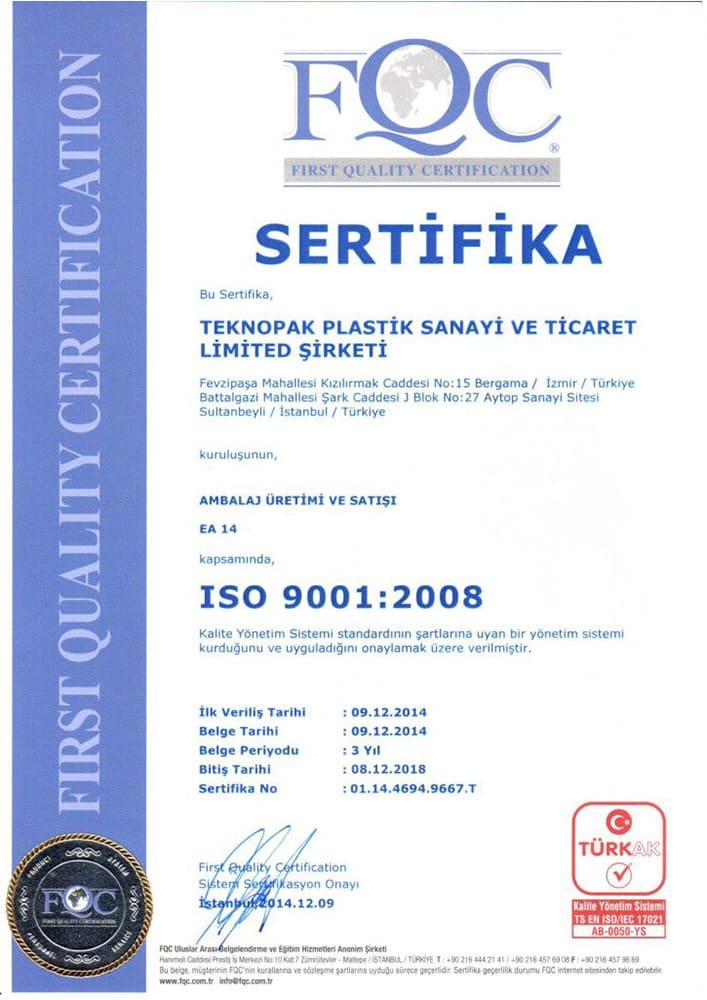 FIRST QUALITY CERTIFICATION
FQC
®
FIRST QUALITY CERTIFICATION
SERTİFİKA
Bu Sertifika,
TEKNOPAK PLASTİK SANAYİ VE TİCARET
LİMİTED ŞİRKETİ
Fevzipaşa Mahallesi Kızılırmak Caddesi No:15 Bergama / İzmir / Türkiye
Battalgazi Mahallesi Şark Caddesi J Blok No:27 Aytop Sanayi Sitesi
Sultanbeyli / İstanbul / Türkiye
kuruluşunun,
AMBALAJ ÜRETİMİ VE SATIŞI
EA 14
kapsamında,
ISO 9001:2008
Kalite Yönetim Sistemi standardının şartlarına uyan bir yönetim sistemi
kurduğunu ve uyguladığını onaylamak üzere verilmiştir.
İlk Veriliş Tarihi : 09.12.2014
Belge Tarihi : 09.12.2014
Belge Periyodu : 3 Yıl
Bitiş Tarihi : 08.12.2018
Sertifika No : 01.14.4694.9667.T
First Quality Certification
Sistem Sertifikasyon Onayı
İstanbul,2014.12.09
TÜRKAK
Kalite Yönetim Sistemi
TS EN ISO/IEC 17021
AB-0050-YS
PRODUCT
SYSTEM
PERSONNEL
FQC
FIRST QUALITY CERTIFICATION
FQC Uluslar Arası Belgelendirme ve Eğitim Hizmetleri Anonim Şirketi
Hanımeli Caddesi Prestij İş Merkezi No:10 Kat:7 Zümrütevler - Maltepe / İSTANBUL / TÜRKİYE T : +90 216 444 21 41 / +90 216 457 69 08 F : +90 216 457 98 69
Bu belge, müşterinin FQC'nin kurallarına ve sözleşme şartlarına uyduğu sürece geçerlidir. Sertifika geçerlilik durumu FQC internet sitesinden takip edilebilir.
www.fqc.com.tr info@fqc.com.tr